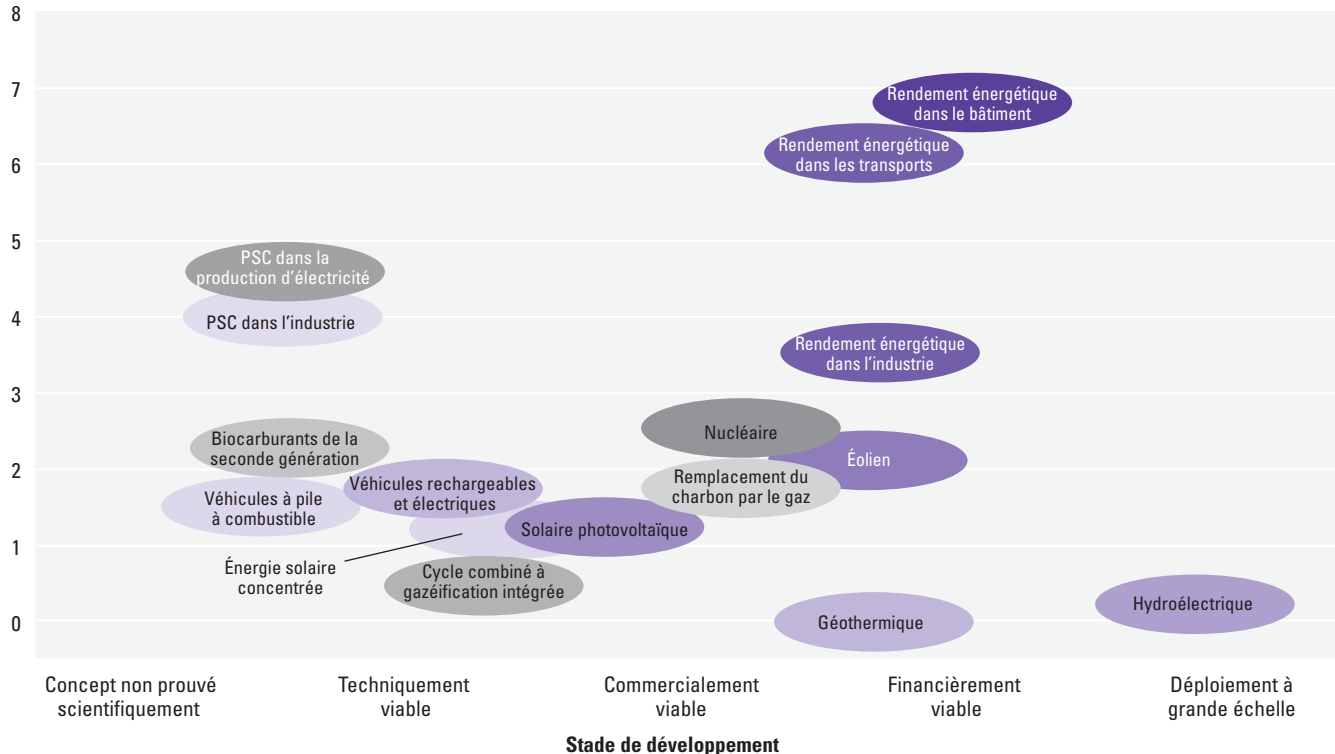 8
7
Rendement énergétique
dans le bâtiment
Rendement énergétique
dans les transports
6
5
PSC dans la
production d’électricité
4
PSC dans l’industrie
Rendement énergétique
dans l’industrie
3
Nucléaire
Biocarburants de la
seconde génération
Éolien
2
Véhicules rechargeables
et électriques
Remplacement du
charbon par le gaz
Véhicules à pile
à combustible
Solaire photovoltaïque
1
Énergie solaire
concentrée
Cycle combiné à
gazéification intégrée
Hydroélectrique
Géothermique
0
Concept non prouvé
scientifiquement
Techniquement
viable
Commercialement
viable
Financièrement
viable
Déploiement à
grande échelle
Stade de développement